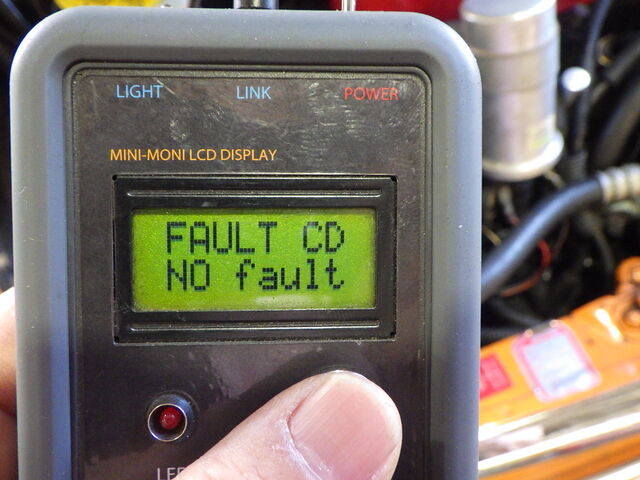 LIGHT LINK POWER
MINI-MONI LCD DISPLAY
FAULT CD
NO fault